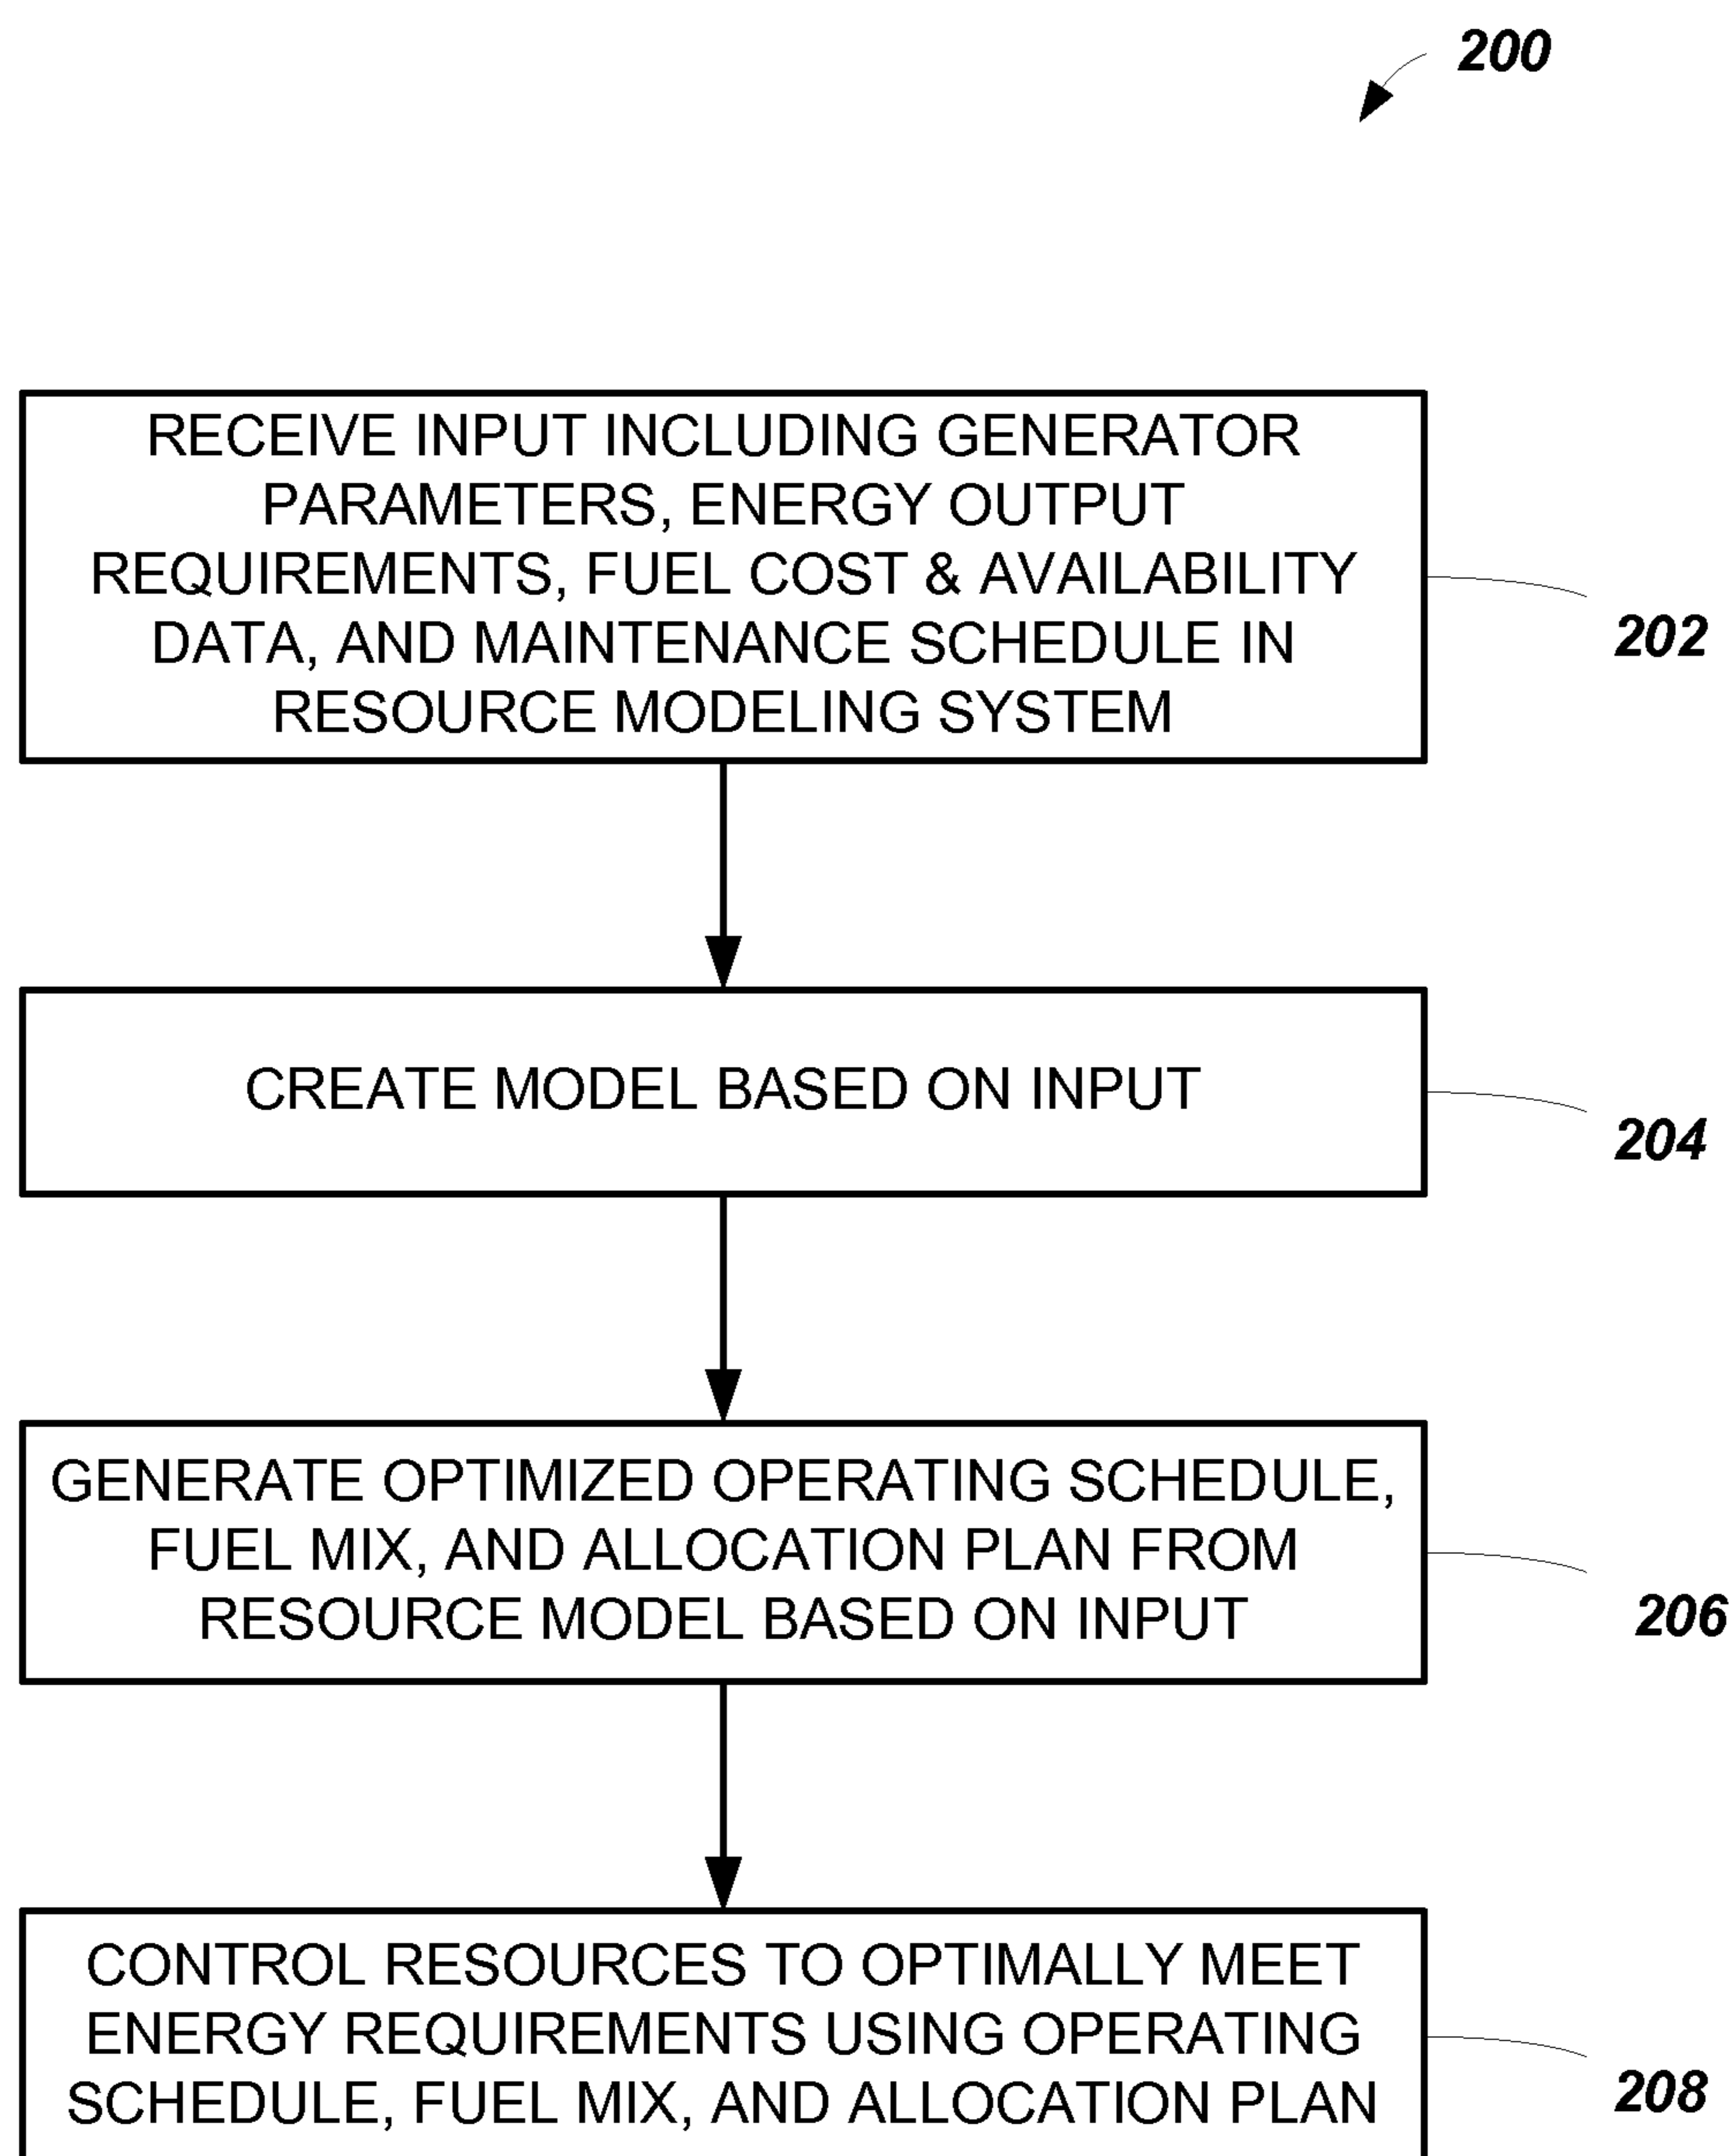 200
RECEIVE INPUT INCLUDING GENERATOR
PARAMETERS, ENERGY OUTPUT
REQUIREMENTS, FUEL COST & AVAILABILITY
DATA, AND MAINTENANCE SCHEDULE IN
RESOURCE MODELING SYSTEM
202
CREATE MODEL BASED ON INPUT
204
GENERATE OPTIMIZED OPERATING SCHEDULE,
FUEL MIX, AND ALLOCATION PLAN FROM
RESOURCE MODEL BASED ON INPUT
206
CONTROL RESOURCES TO OPTIMALLY MEET
ENERGY REQUIREMENTS USING OPERATING
SCHEDULE, FUEL MIX, AND ALLOCATION PLAN
208